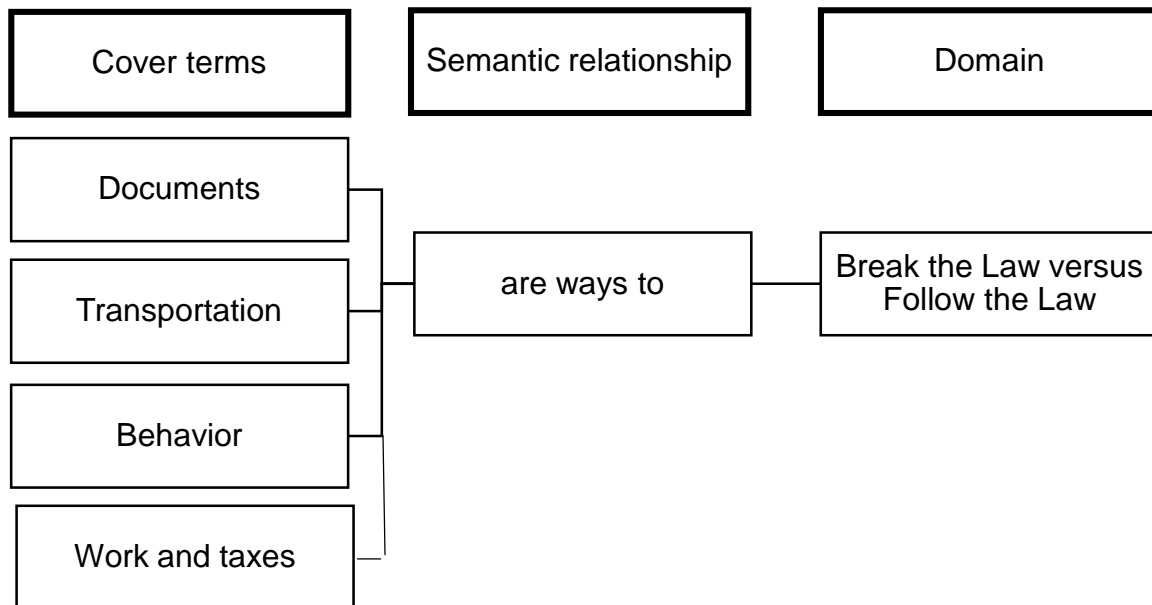 Cover terms
Semantic relationship
Domain
Documents
Transportation
Behavior
Work and taxes
are ways to
Break the Law versus
Follow the Law